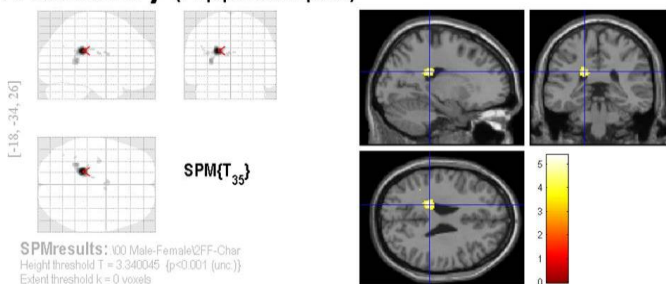 [-18, -34, 26]
SPM{T35}
SPMresults: .\00 Male-Female\2FF-Char
Height threshold T = 3.340045 {p<0.001 (unc.)}
Extent threshold k = 0 voxels
5
4
3
2
1
0